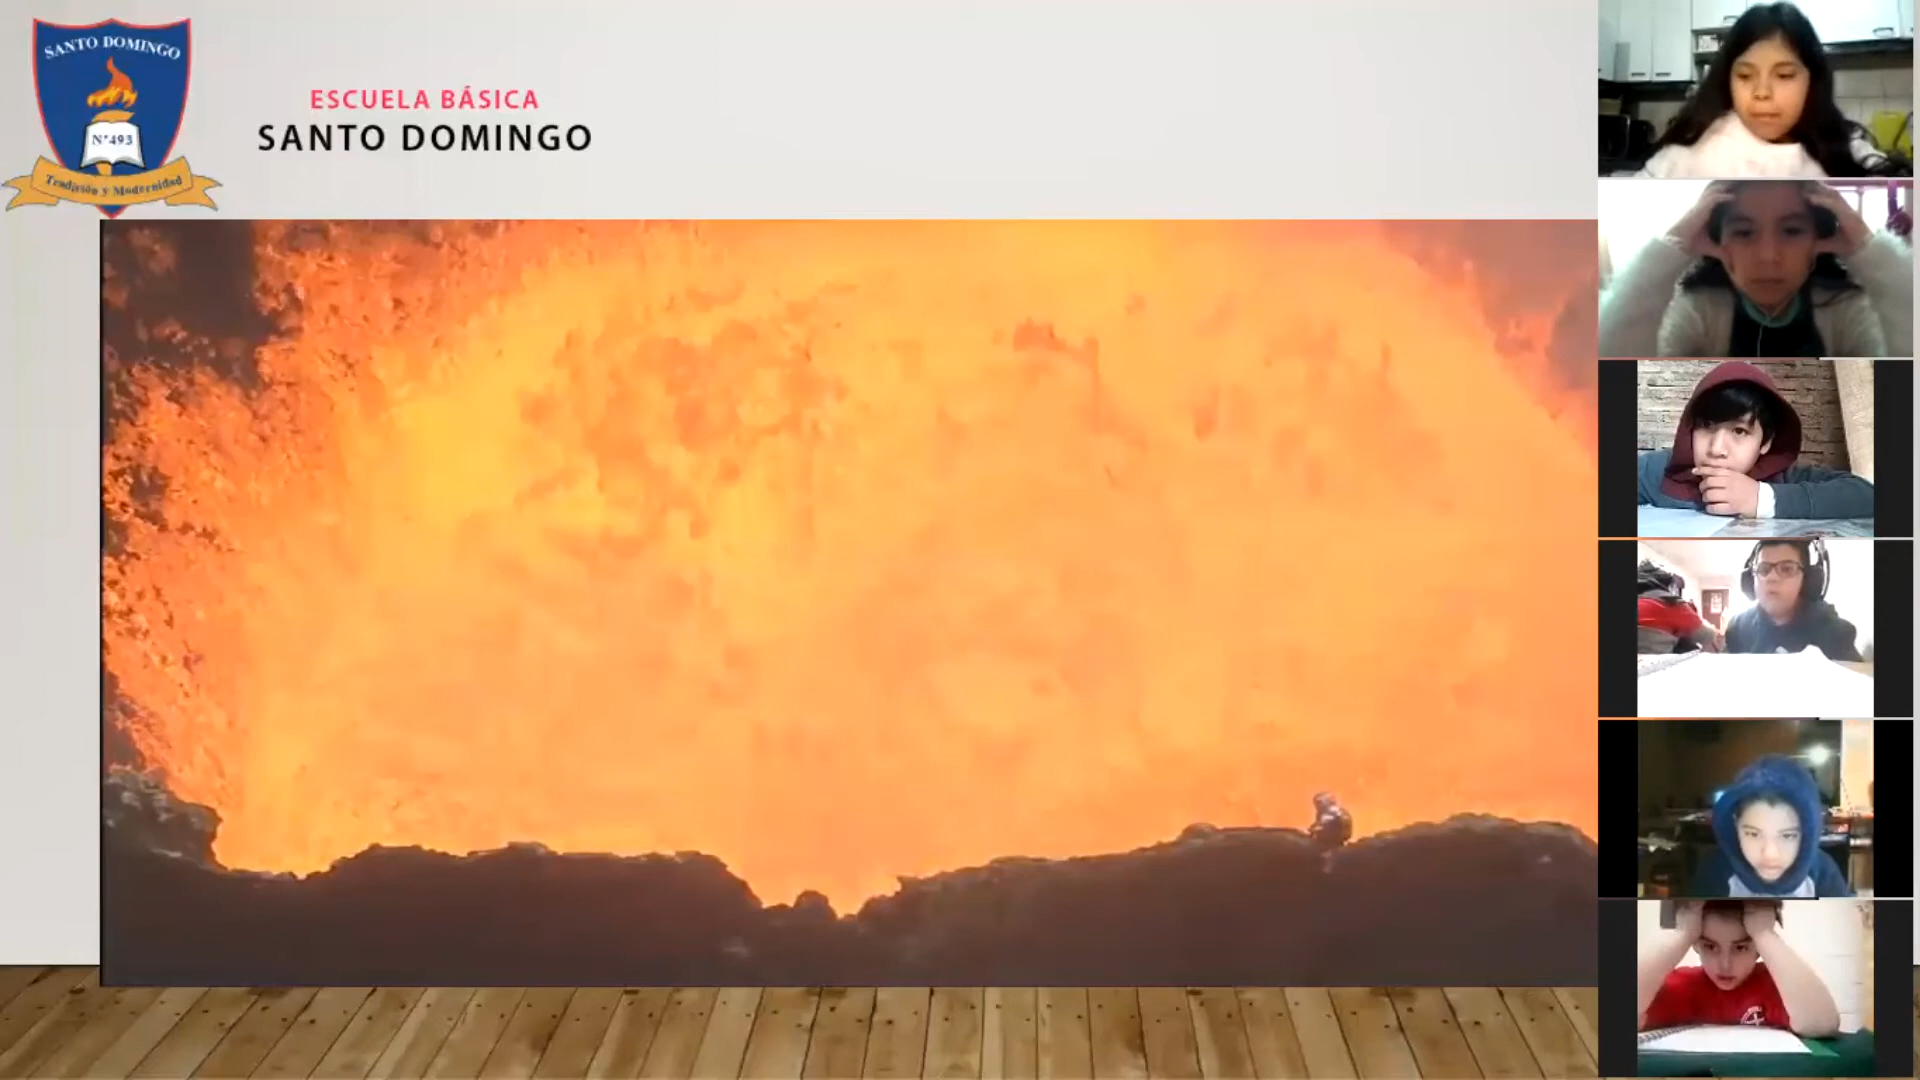 SANTO DOMINGO
N°493
Tradición y Modernidad
ESCUELA BÁSICA
SANTO DOMINGO